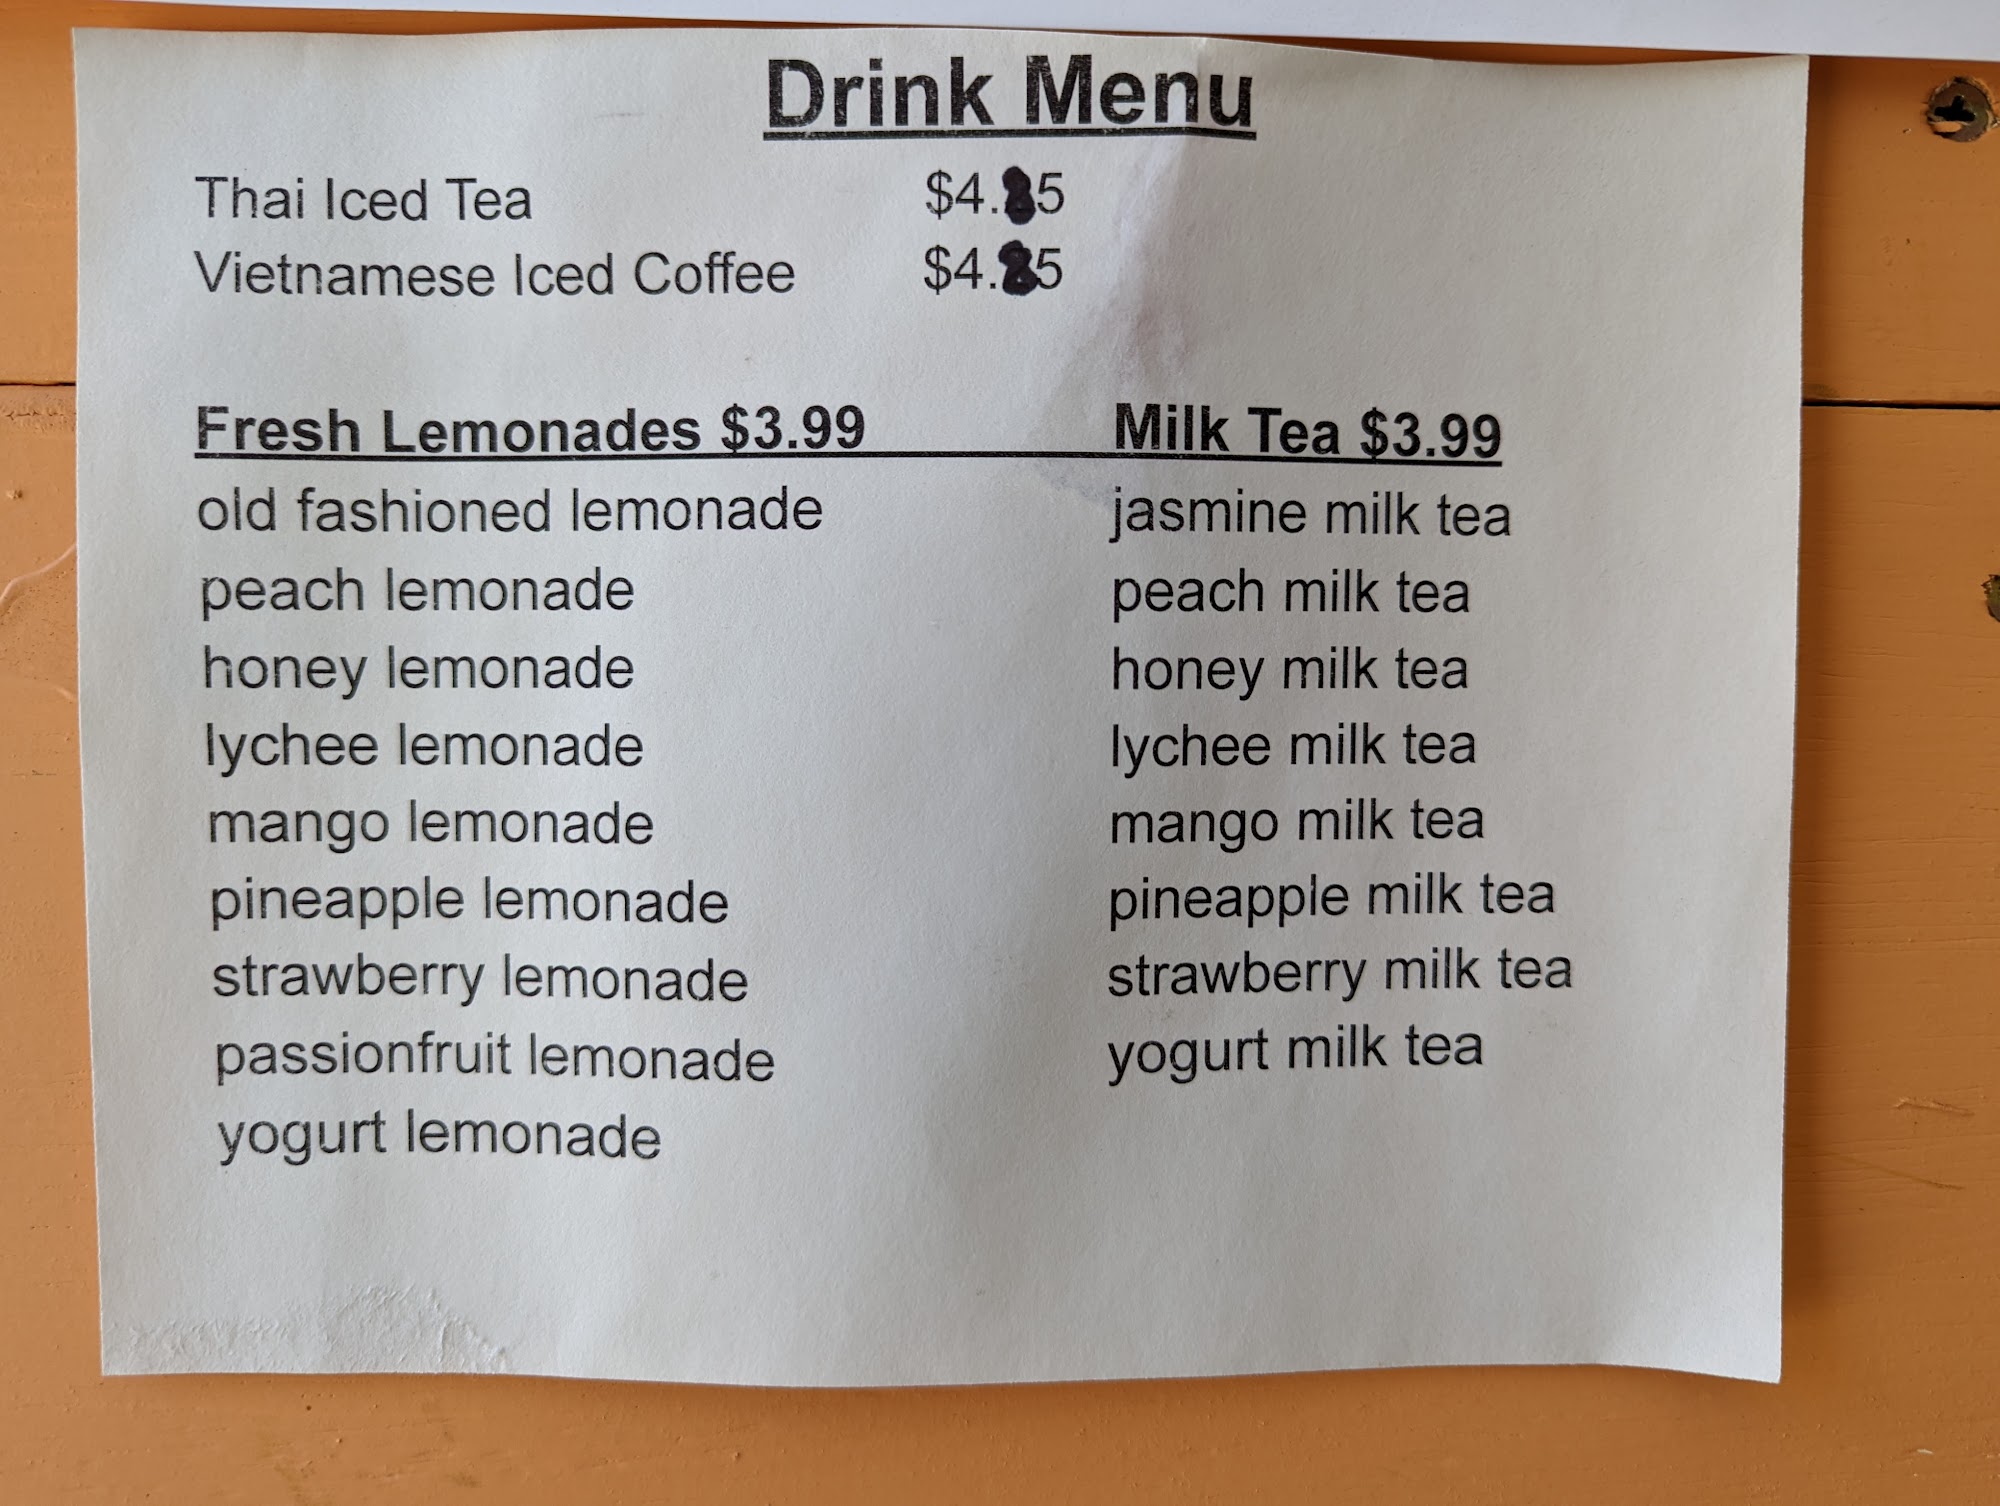 Drink Menu
Thai Iced Tea
Vietnamese Iced Coffee
Fresh Lemonades $3.99 Milk Tea $3.99
old fashioned lemonade jasmine milk tea
peach lemonade peach milk tea
honey lemonade honey milk tea
lychee lemonade lychee milk tea
mango lemonade mango milk tea
pineapple lemonade pineapple milk tea
strawberry lemonade strawberry milk tea
passionfruit lemonade yogurt milk tea
yogurt lemonade